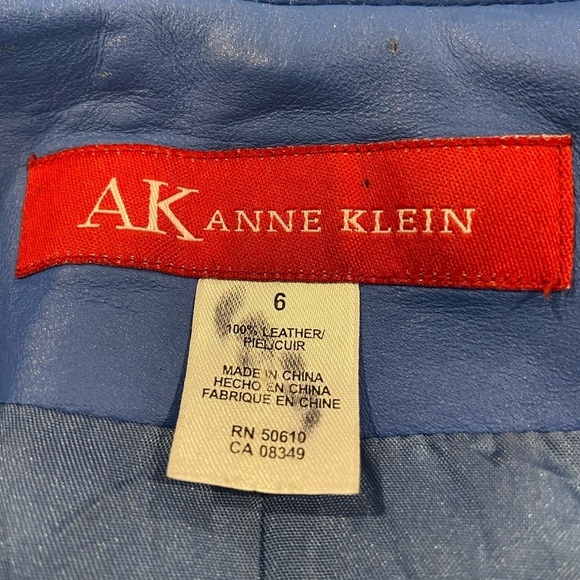 AK ANNE KLEIN
6
100% LEATHER/
PIEL/CUIR
MADE IN CHINA
HECHO EN CHINA
FABRIQUE EN CHINE
RN 50610
CA 08349